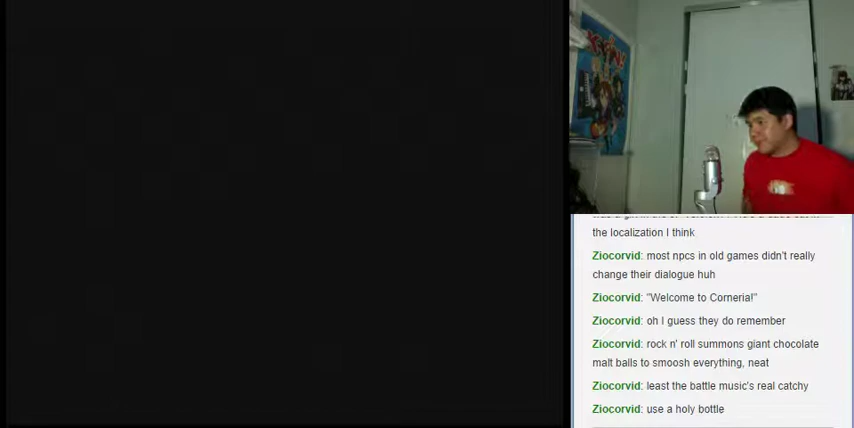 the localization I think
Ziocorvid: most npcs in old games didn't really
change their dialogue huh
Ziocorvid: "Welcome to Corneria!"
Ziocorvid: oh I guess they do remember
Ziocorvid: rock n' roll summons giant chocolate
malt balls to smoosh everything, neat
Ziocorvid: least the battle music's real catchy
Ziocorvid: use a holy bottle